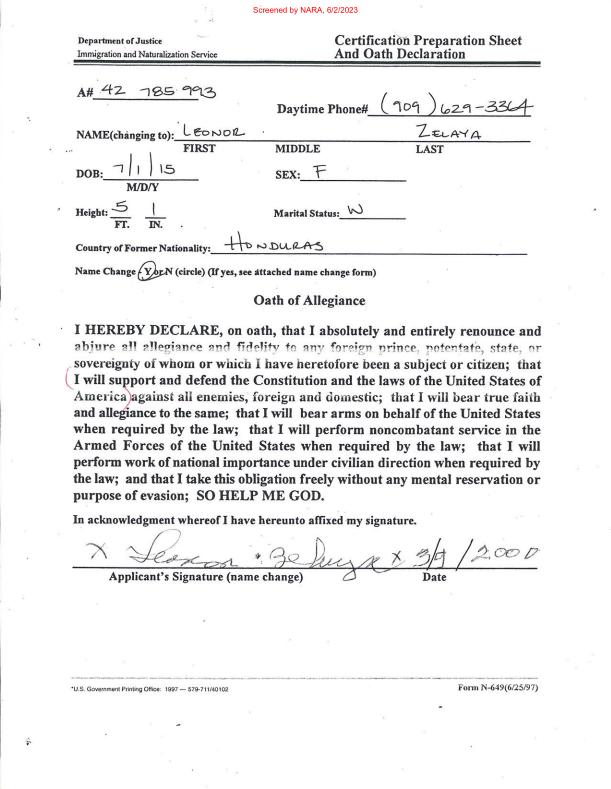 Screened by NARA, 6/2/2023
Department of Justice
Immigration and Naturalization Service
Certification Preparation Sheet
And Oath Declaration
A# 42 785 993
Daytime Phone# (909) 629-3364
NAME(changing to): LEONOR ZELAYA
FIRST MIDDLE LAST
DOB: 7/1/15 SEX: F
M/D/Y
Height: 5 1 Marital Status: W
FT. IN.
Country of Former Nationality: HONDURAS
Name Change Y or N (circle) (If yes, see attached name change form)
Oath of Allegiance
I HEREBY DECLARE, on oath, that I absolutely and entirely renounce and
abjure all allegiance and fidelity to any foreign prince, potentate, state, or
sovereignty of whom or which I have heretofore been a subject or citizen; that
(I will support and defend the Constitution and the laws of the United States of
America) against all enemies, foreign and domestic; that I will bear true faith
and allegiance to the same; that I will bear arms on behalf of the United States
when required by the law; that I will perform noncombatant service in the
Armed Forces of the United States when required by the law; that I will
perform work of national importance under civilian direction when required by
the law; and that I take this obligation freely without any mental reservation or
purpose of evasion; SO HELP ME GOD.
In acknowledgment whereof I have hereunto affixed my signature.
X Leonor Zelaya X 3/9/2000
Applicant's Signature (name change) Date
*U.S. Government Printing Office: 1997 — 579-711/40102
Form N-649(6/25/97)